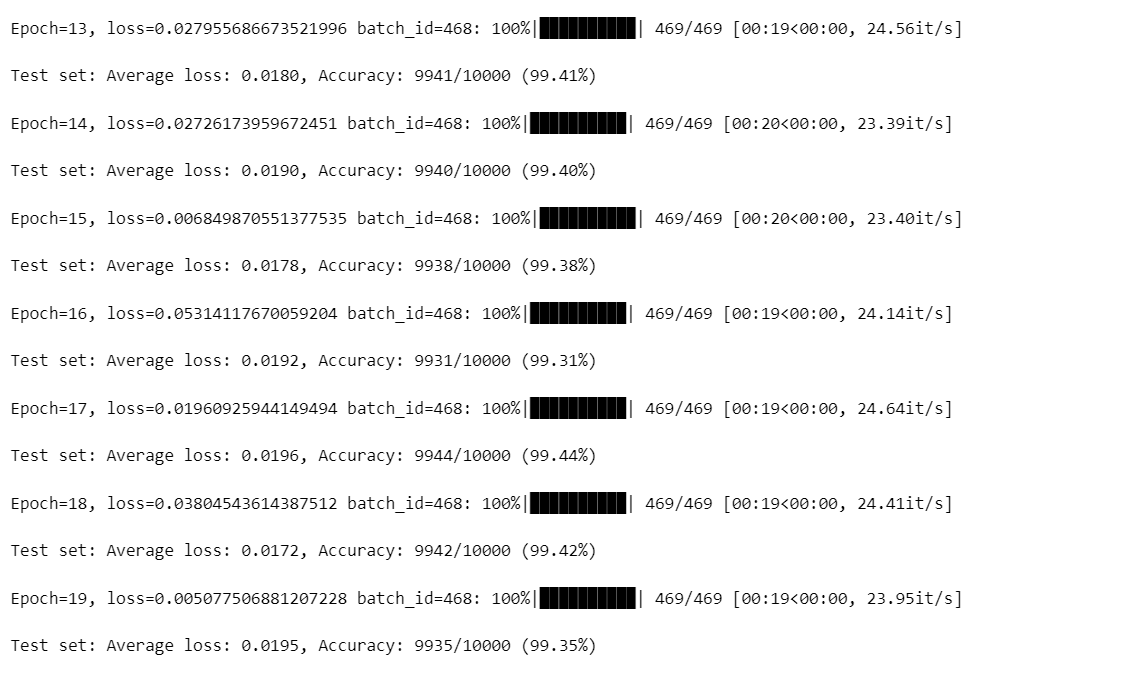 Epoch=13, loss=0.027955686673521996 batch_id=468: 100%|██████████| 469/469 [00:19<00:00, 24.56it/s]
Test set: Average loss: 0.0180, Accuracy: 9941/10000 (99.41%)
Epoch=14, loss=0.02726173959672451 batch_id=468: 100%|██████████| 469/469 [00:20<00:00, 23.39it/s]
Test set: Average loss: 0.0190, Accuracy: 9940/10000 (99.40%)
Epoch=15, loss=0.006849870551377535 batch_id=468: 100%|██████████| 469/469 [00:20<00:00, 23.40it/s]
Test set: Average loss: 0.0178, Accuracy: 9938/10000 (99.38%)
Epoch=16, loss=0.05314117670059204 batch_id=468: 100%|██████████| 469/469 [00:19<00:00, 24.14it/s]
Test set: Average loss: 0.0192, Accuracy: 9931/10000 (99.31%)
Epoch=17, loss=0.01960925944149494 batch_id=468: 100%|██████████| 469/469 [00:19<00:00, 24.64it/s]
Test set: Average loss: 0.0196, Accuracy: 9944/10000 (99.44%)
Epoch=18, loss=0.03804543614387512 batch_id=468: 100%|██████████| 469/469 [00:19<00:00, 24.41it/s]
Test set: Average loss: 0.0172, Accuracy: 9942/10000 (99.42%)
Epoch=19, loss=0.005077506881207228 batch_id=468: 100%|██████████| 469/469 [00:19<00:00, 23.95it/s]
Test set: Average loss: 0.0195, Accuracy: 9935/10000 (99.35%)